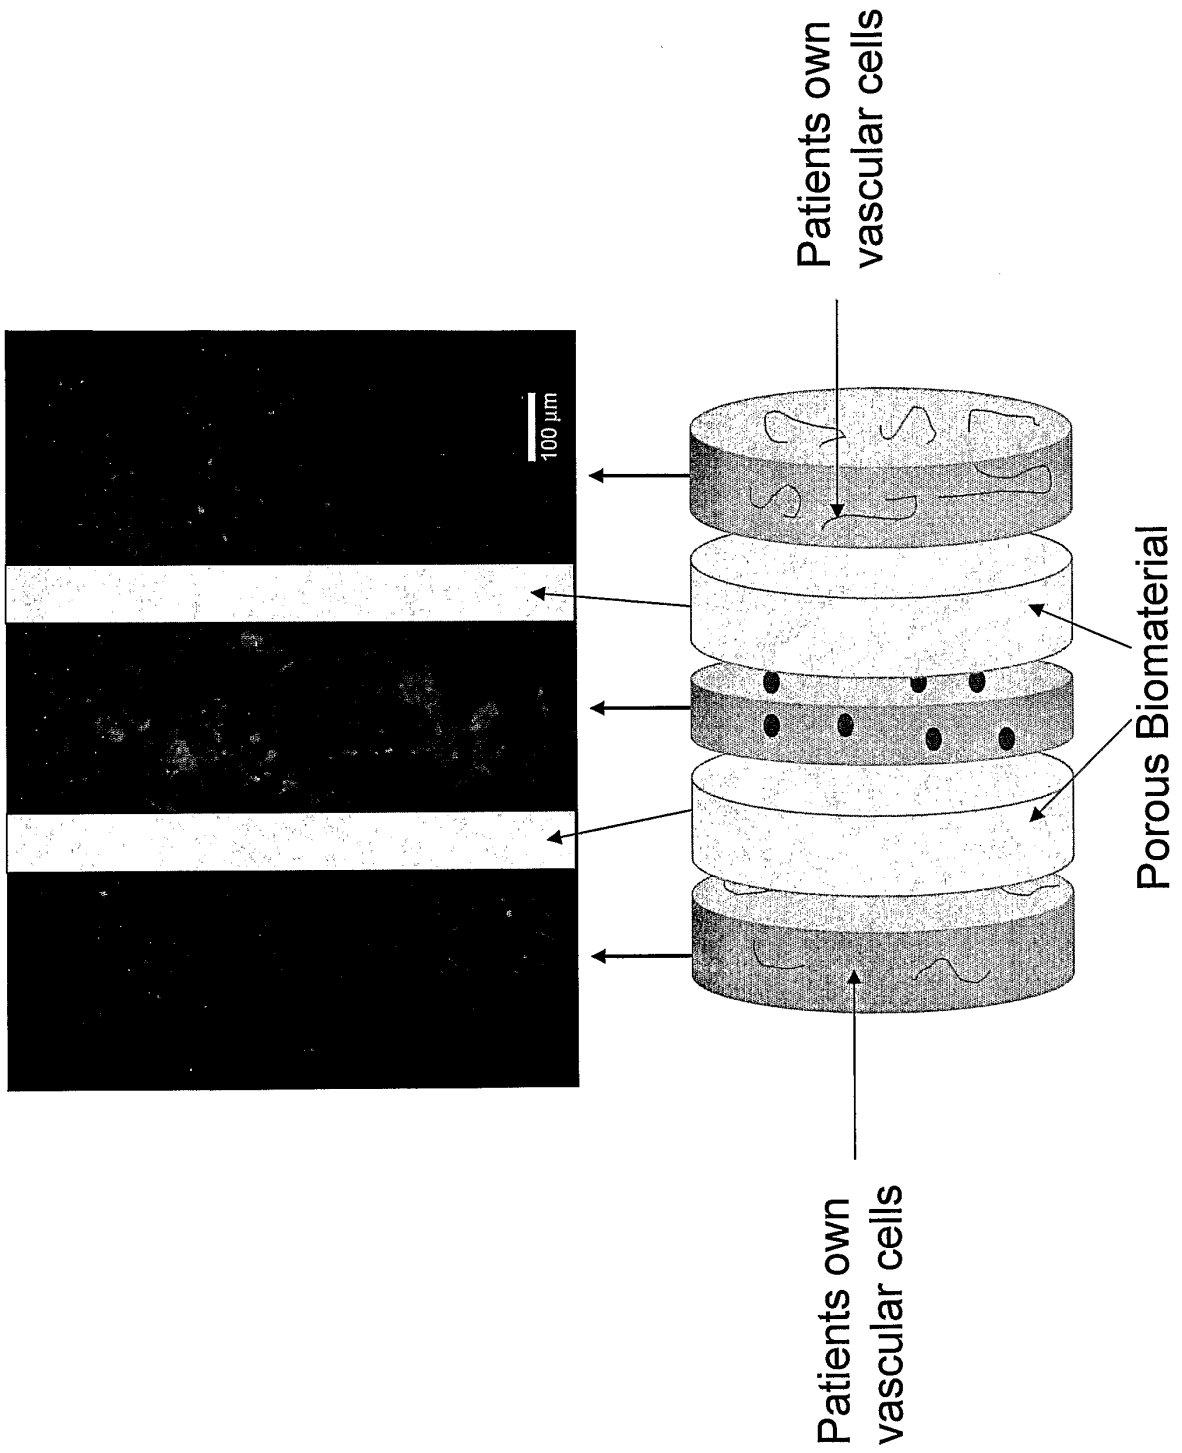 100 μm
Patients own
vascular cells
Patients own
vascular cells
Porous Biomaterial